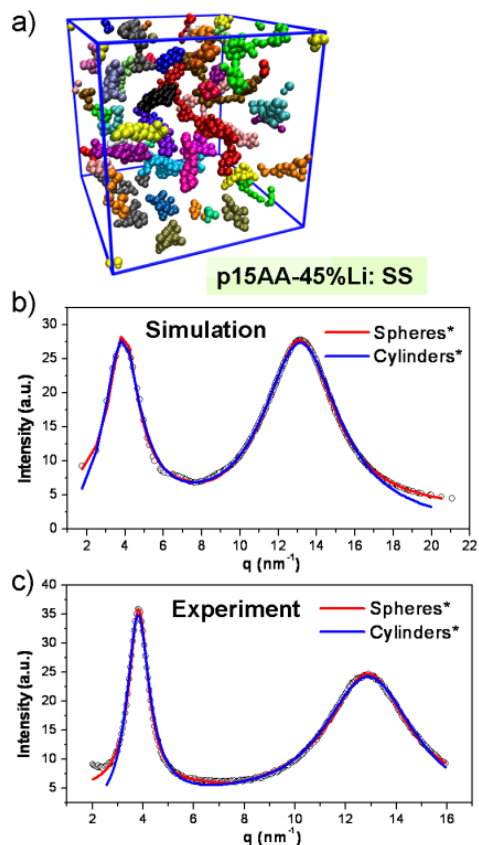 a)
p15AA-45%Li: SS
b)
Simulation
Spheres*
Cylinders*
Intensity (a.u.)
30
25
20
15
10
5
0
2 4 6 8 10 12 14 16 18 20 22
q (nm⁻¹)
c)
Experiment
Spheres*
Cylinders*
Intensity (a.u.)
40
35
30
25
20
15
10
5
2 4 6 8 10 12 14 16
q (nm⁻¹)